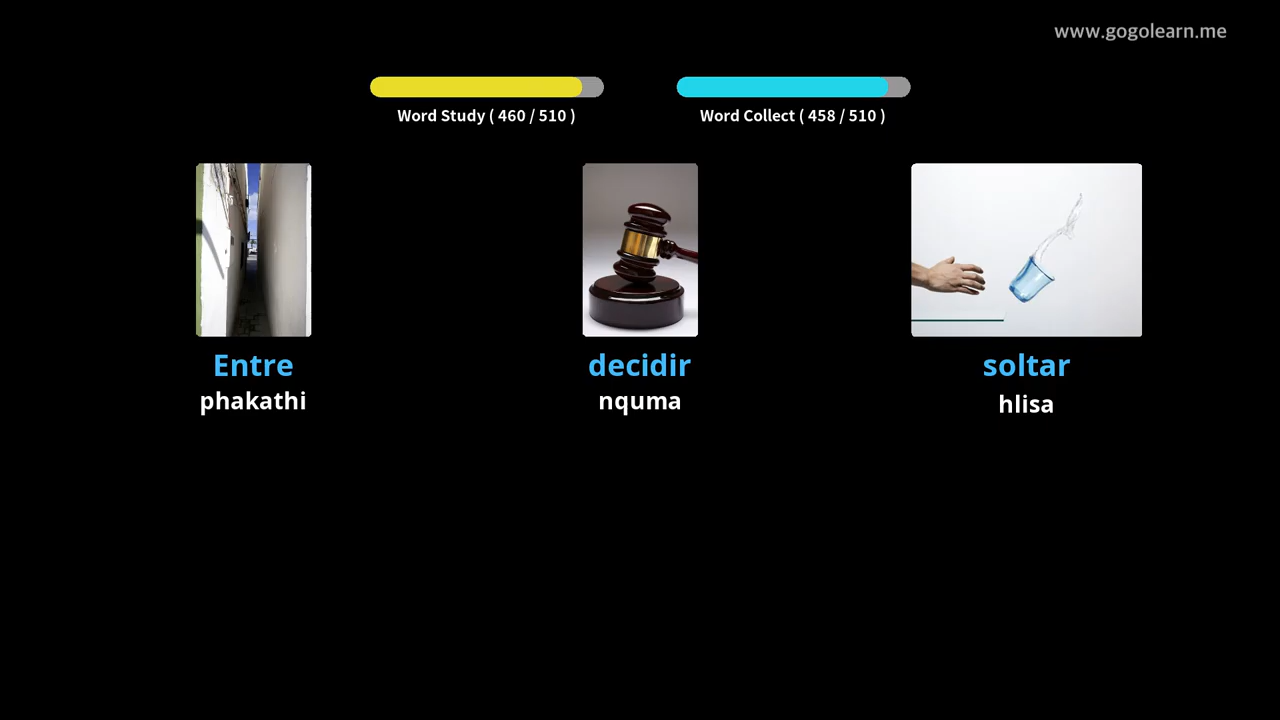 www.gogolearn.me
Word Study ( 460 / 510 )
Word Collect ( 458 / 510 )
Entre
phakathi
decidir
nquma
soltar
hlisa